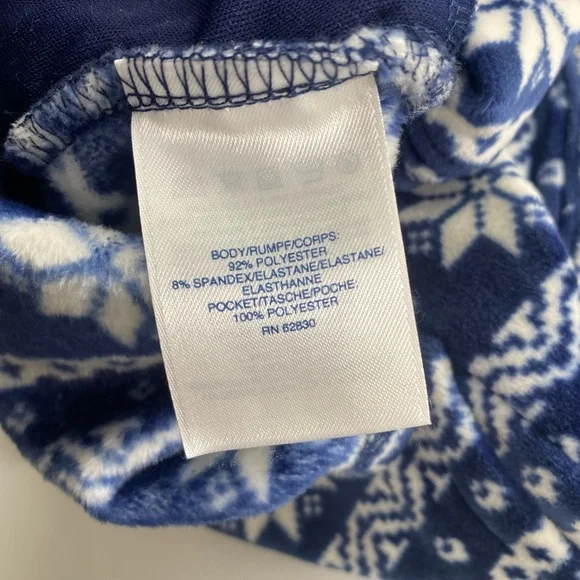 BODY/RUMPF/CORPS:
92% POLYESTER
8% SPANDEX/ELASTANE/ELASTANE/
ELASTHANNE
POCKET/TASCHE/POCHE:
100% POLYESTER
RN 62830